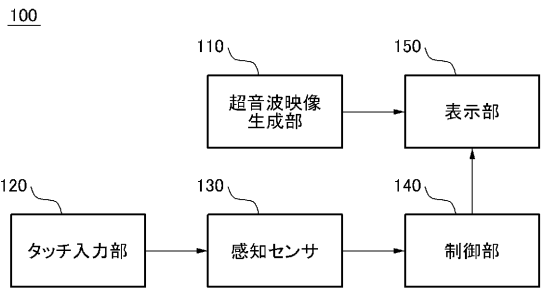 100
110
超音波映像
生成部
150
表示部
120
タッチ入力部
130
感知センサ
140
制御部